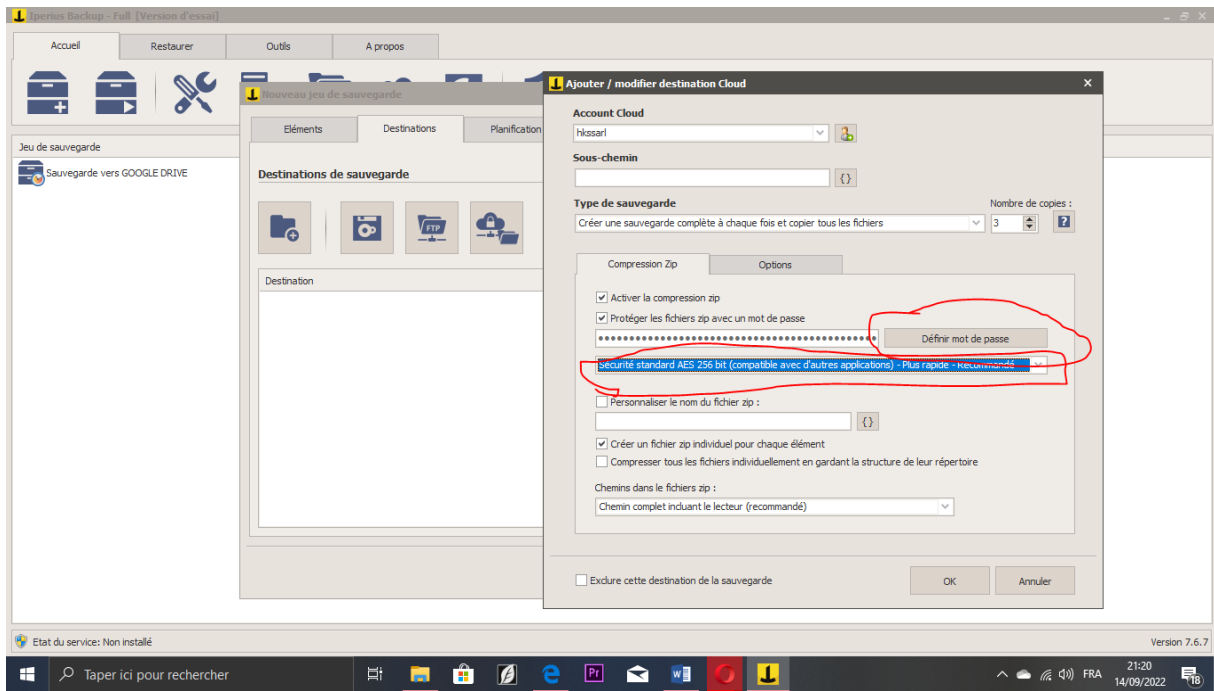 Iperius Backup - Full [Version d'essai]
Accueil Restaurer Outils A propos
Jeu de sauvegarde
Sauvegarde vers GOOGLE DRIVE
Nouveau jeu de sauvegarde
Eléments Destinations Planification
Destinations de sauvegarde
FTP
Destination
Ajouter / modifier destination Cloud
Account Cloud
hkssarl
Sous-chemin
{}
Type de sauvegarde Nombre de copies :
Créer une sauvegarde complète à chaque fois et copier tous les fichiers 3 ?
Compression Zip Options
Activer la compression zip
Protéger les fichiers zip avec un mot de passe
Définir mot de passe
Sécurité standard AES 256 bit (compatible avec d'autres applications) - Plus rapide - Recommandé
Personnaliser le nom du fichier zip :
{}
Créer un fichier zip individuel pour chaque élément
Compresser tous les fichiers individuellement en gardant la structure de leur répertoire
Chemins dans le fichiers zip :
Chemin complet incluant le lecteur (recommandé)
Exclure cette destination de la sauvegarde OK Annuler
Etat du service: Non installé Version 7.6.7
Taper ici pour rechercher Pr FRA 21:20
14/09/2022 18